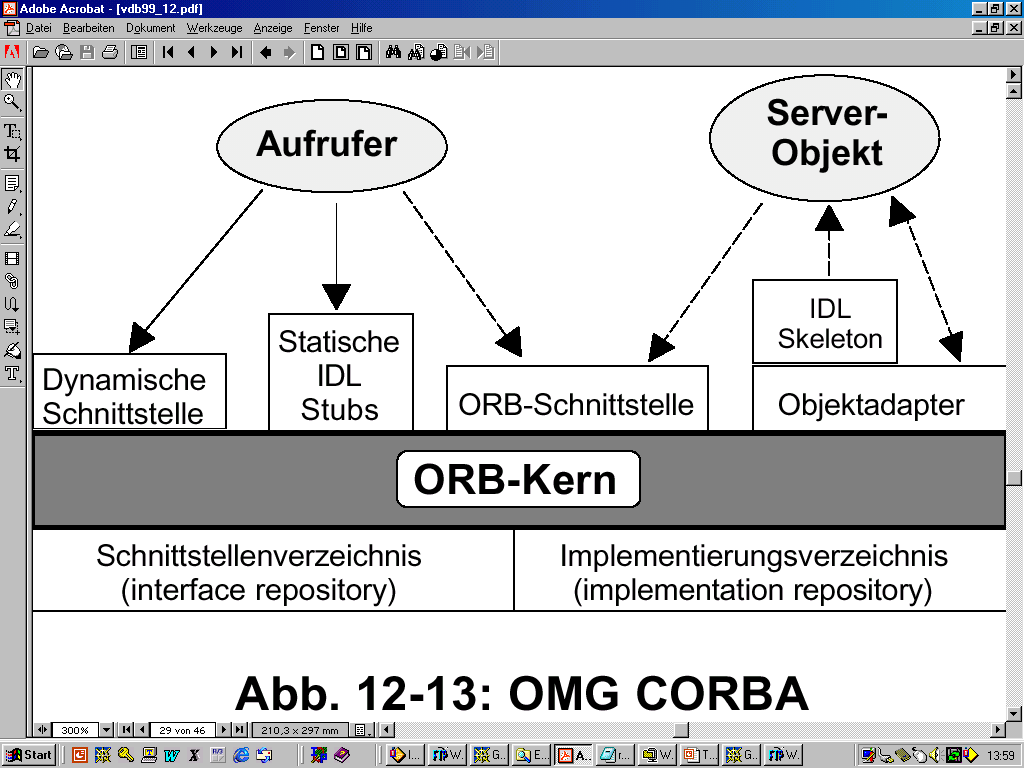 Adobe Acrobat - [vdb99_12.pdf]
Datei Bearbeiten Dokument Werkzeuge Anzeige Fenster Hilfe
Aufrufer
Server-
Objekt
IDL
Skeleton
Statische
IDL
Stubs
Dynamische
Schnittstelle
ORB-Schnittstelle
Objektadapter
ORB-Kern
Schnittstellenverzeichnis
(interface repository)
Implementierungsverzeichnis
(implementation repository)
Abb. 12-13: OMG CORBA
300% 29 von 46 210,3 x 297 mm
Start I... W. G.. E... A.. r... W. T... G.. W. 13:59